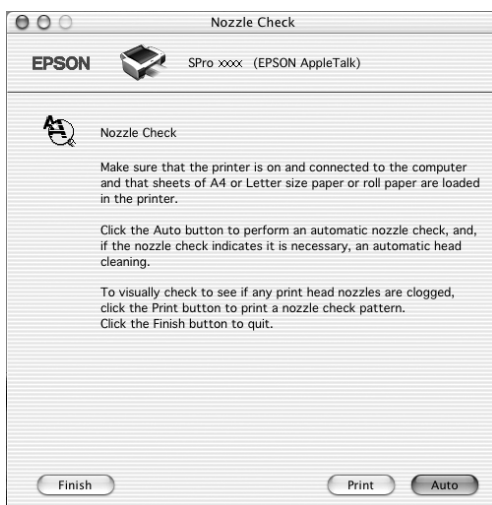 Nozzle Check
EPSON SPro xxxx (EPSON AppleTalk)
Nozzle Check
Make sure that the printer is on and connected to the computer
and that sheets of A4 or Letter size paper or roll paper are loaded
in the printer.
Click the Auto button to perform an automatic nozzle check, and,
if the nozzle check indicates it is necessary, an automatic head
cleaning.
To visually check to see if any print head nozzles are clogged,
click the Print button to print a nozzle check pattern.
Click the Finish button to quit.
Finish Print Auto